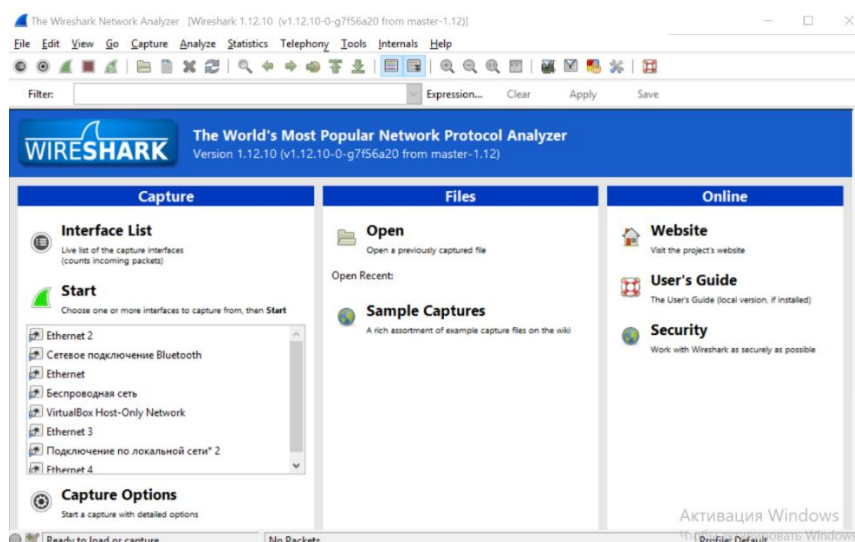 The Wireshark Network Analyzer [Wireshark 1.12.10 (v1.12.10-0-g7f56a20 from master-1.12)]
File Edit View Go Capture Analyze Statistics Telephony Tools Internals Help
Filter: Expression... Clear Apply Save
WIRESHARK
The World's Most Popular Network Protocol Analyzer
Version 1.12.10 (v1.12.10-0-g7f56a20 from master-1.12)
Capture
Interface List
Live list of the capture interfaces
(counts incoming packets)
Start
Choose one or more interfaces to capture from, then Start
Ethernet 2
Сетевое подключение Bluetooth
Ethernet
Беспроводная сеть
VirtualBox Host-Only Network
Ethernet 3
Подключение по локальной сети* 2
Ethernet 4
Capture Options
Start a capture with detailed options
Files
Open
Open a previously captured file
Open Recent:
Sample Captures
A rich assortment of example capture files on the wiki
Online
Website
Visit the project's website
User's Guide
The User's Guide (local version, if installed)
Security
Work with Wireshark as securely as possible
Активация Windows
Windows
Ready to load or capture No Packets Profile: Default